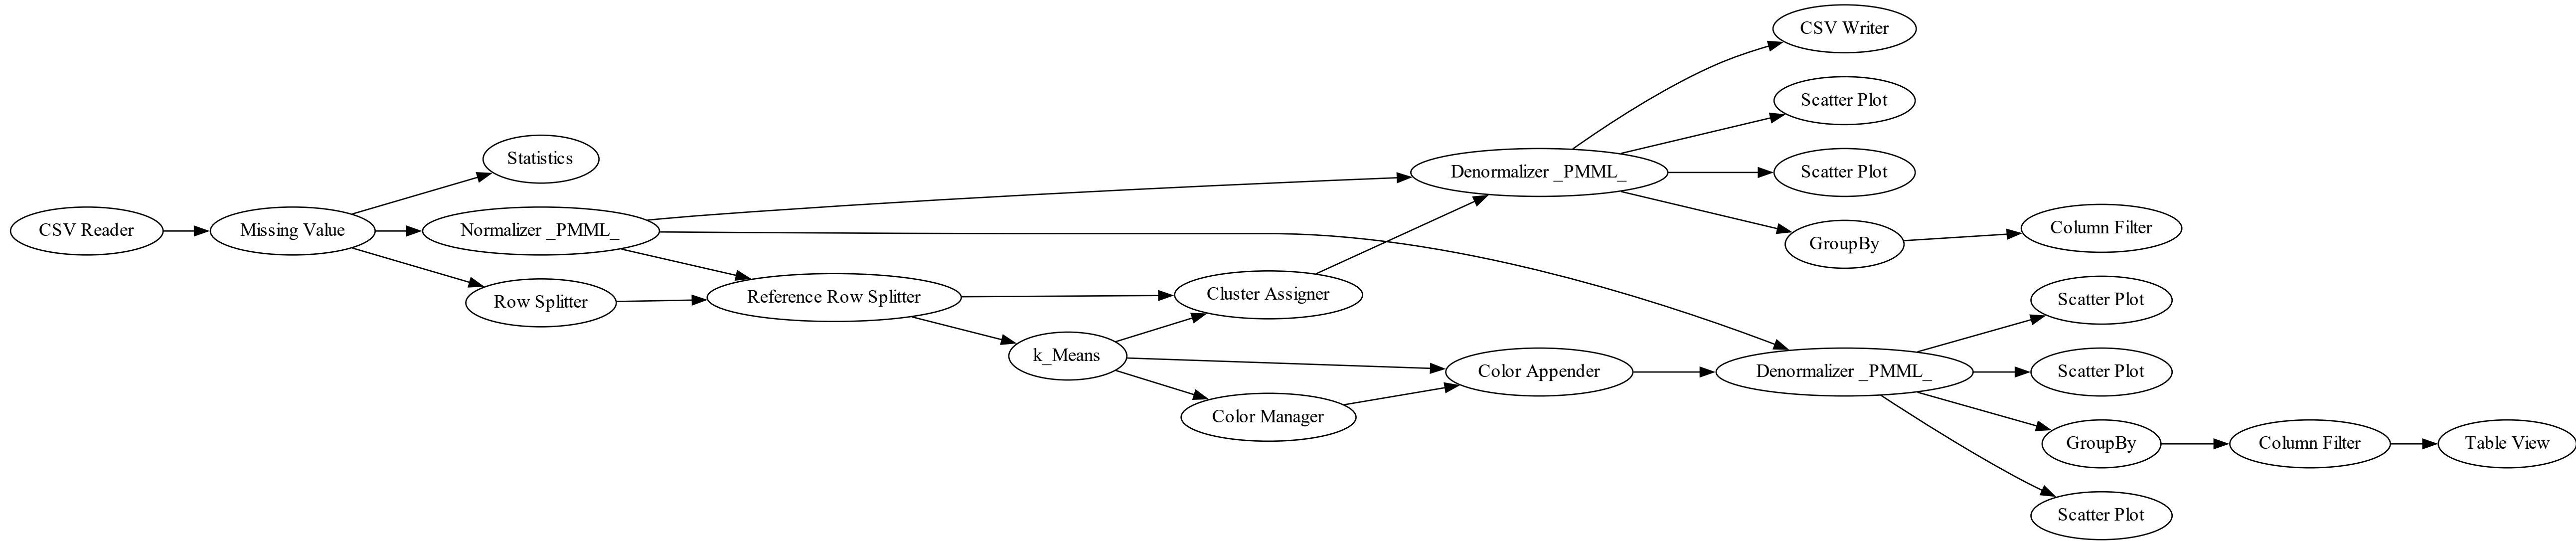 CSV Writer
Scatter Plot
Statistics
Denormalizer _PMML_
Scatter Plot
CSV Reader
Missing Value
Normalizer _PMML_
GroupBy
Column Filter
Row Splitter
Reference Row Splitter
Cluster Assigner
Scatter Plot
k_Means
Color Appender
Denormalizer _PMML_
Scatter Plot
Color Manager
GroupBy
Column Filter
Table View
Scatter Plot